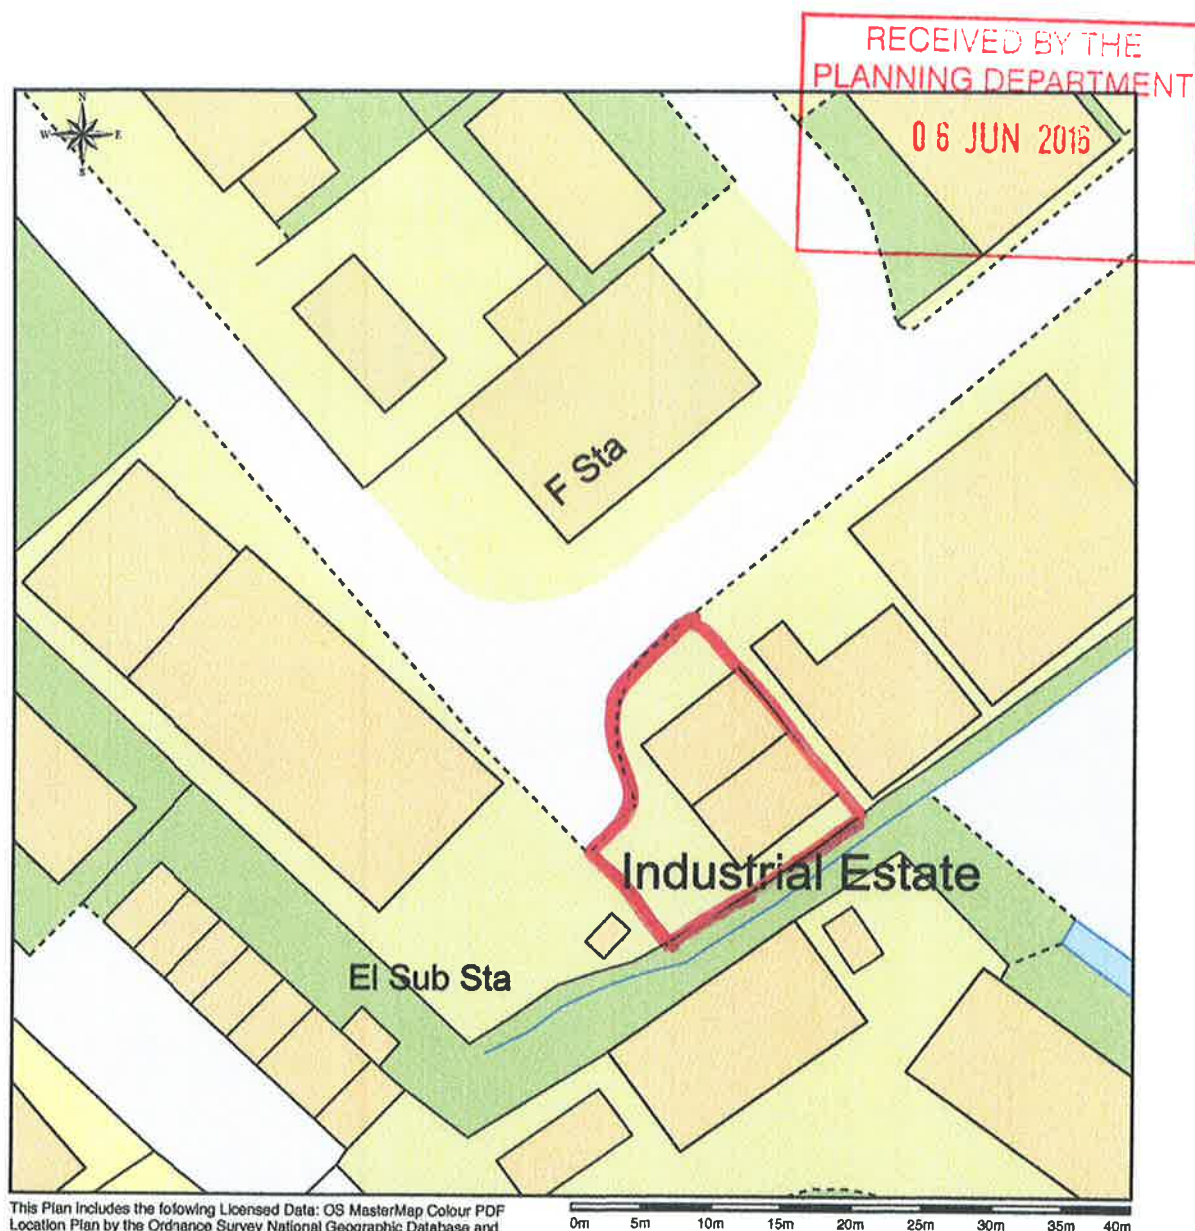 RECEIVED BY THE
PLANNING DEPARTMENT
06 JUN 2016
N
W E
S
F Sta
Industrial Estate
El Sub Sta
This Plan includes the following Licensed Data: OS MasterMap Colour PDF
Location Plan by the Ordnance Survey National Geographic Database and
0m 5m 10m 15m 20m 25m 30m 35m 40m